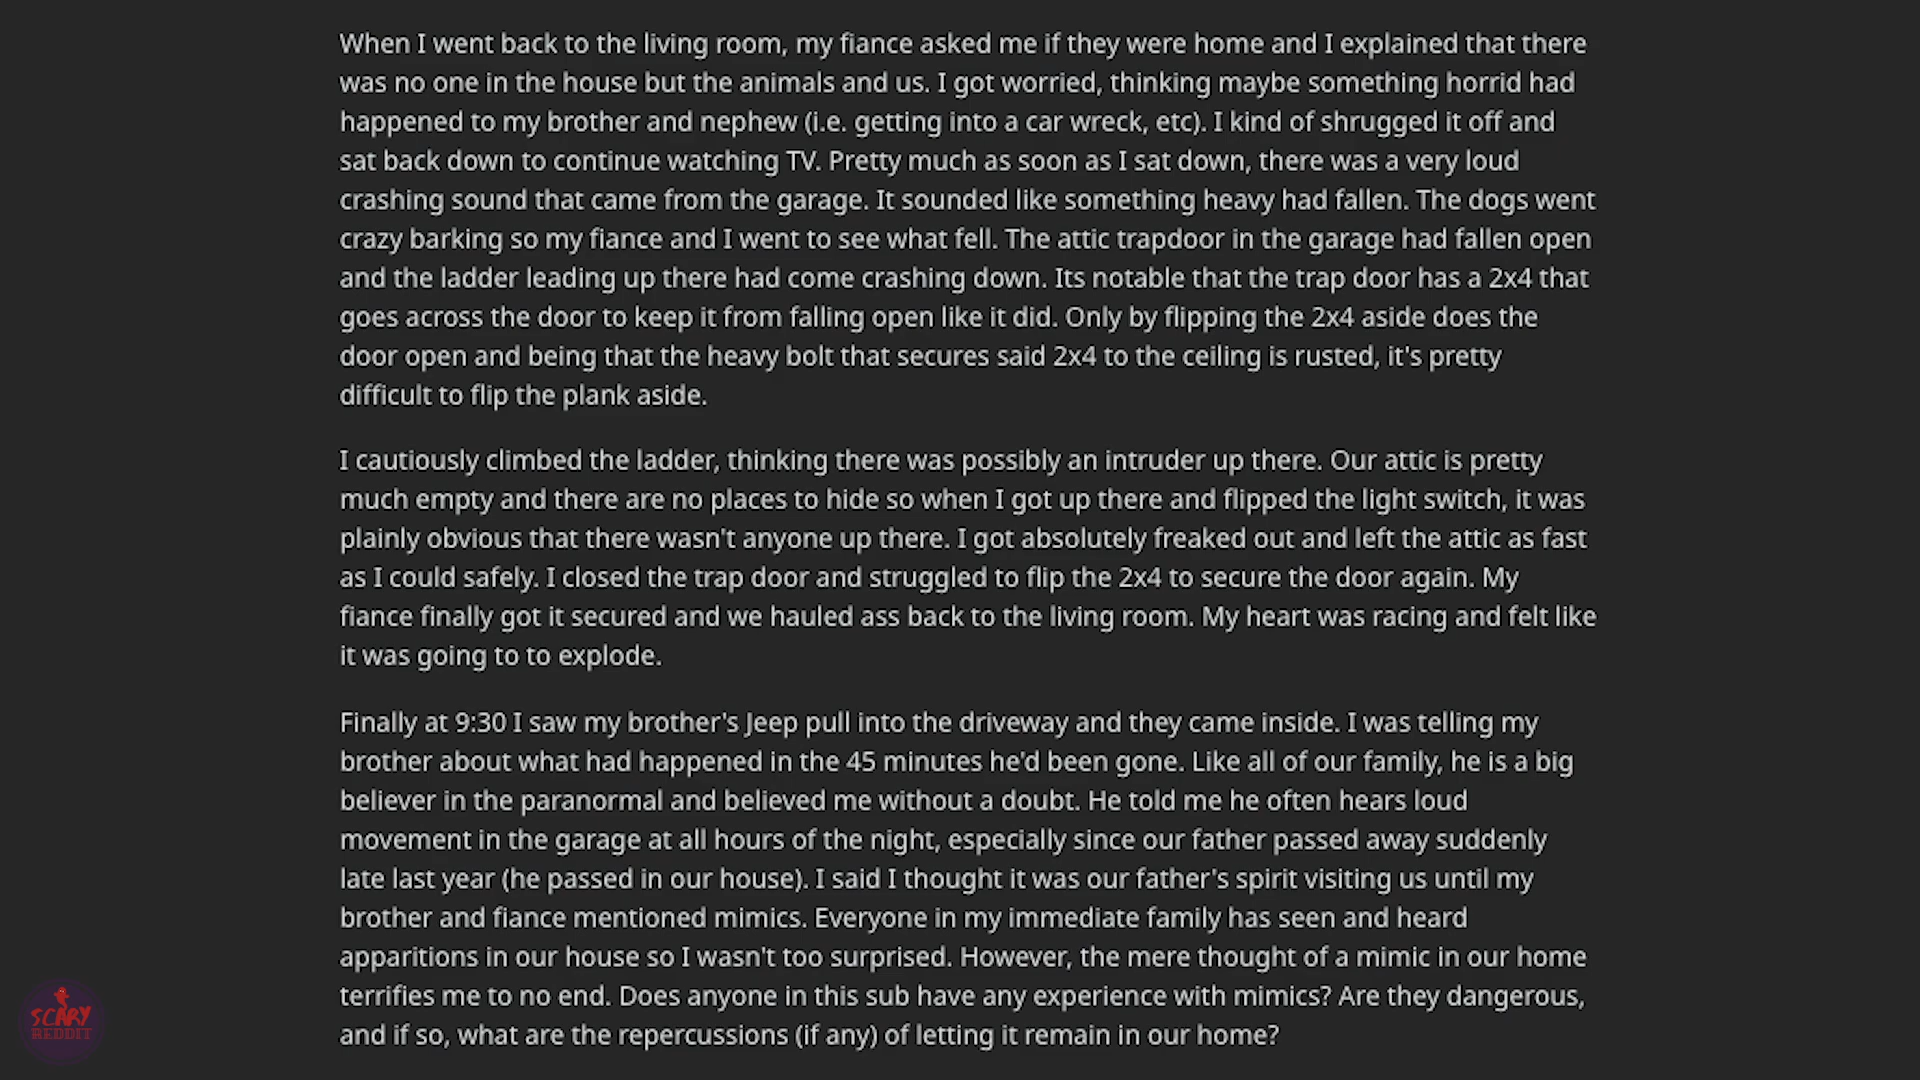 When I went back to the living room, my fiance asked me if they were home and I explained that there
was no one in the house but the animals and us. I got worried, thinking maybe something horrid had
happened to my brother and nephew (i.e. getting into a car wreck, etc). I kind of shrugged it off and
sat back down to continue watching TV. Pretty much as soon as I sat down, there was a very loud
crashing sound that came from the garage. It sounded like something heavy had fallen. The dogs went
crazy barking so my fiance and I went to see what fell. The attic trapdoor in the garage had fallen open
and the ladder leading up there had come crashing down. Its notable that the trap door has a 2x4 that
goes across the door to keep it from falling open like it did. Only by flipping the 2x4 aside does the
door open and being that the heavy bolt that secures said 2x4 to the ceiling is rusted, it's pretty
difficult to flip the plank aside.
I cautiously climbed the ladder, thinking there was possibly an intruder up there. Our attic is pretty
much empty and there are no places to hide so when I got up there and flipped the light switch, it was
plainly obvious that there wasn't anyone up there. I got absolutely freaked out and left the attic as fast
as I could safely. I closed the trap door and struggled to flip the 2x4 to secure the door again. My
fiance finally got it secured and we hauled ass back to the living room. My heart was racing and felt like
it was going to to explode.
Finally at 9:30 I saw my brother's Jeep pull into the driveway and they came inside. I was telling my
brother about what had happened in the 45 minutes he'd been gone. Like all of our family, he is a big
believer in the paranormal and believed me without a doubt. He told me he often hears loud
movement in the garage at all hours of the night, especially since our father passed away suddenly
late last year (he passed in our house). I said I thought it was our father's spirit visiting us until my
brother and fiance mentioned mimics. Everyone in my immediate family has seen and heard
apparitions in our house so I wasn't too surprised. However, the mere thought of a mimic in our home
terrifies me to no end. Does anyone in this sub have any experience with mimics? Are they dangerous,
and if so, what are the repercussions (if any) of letting it remain in our home?
SCARY
REDDIT